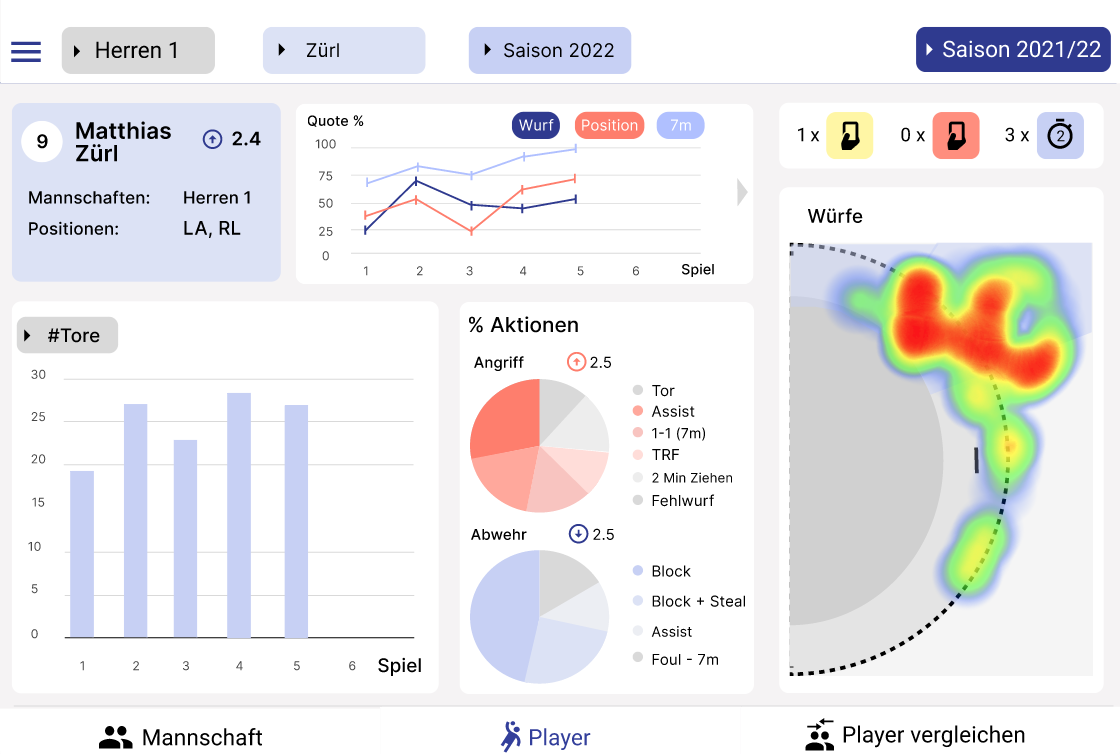 Herren 1
Zürl
Saison 2022
Saison 2021/22
9
Matthias
Zürl
2.4
Mannschaften:
Herren 1
Positionen:
LA, RL
Quote %
Wurf
Position
7m
100
75
50
25
0
1 2 3 4 5 6
Spiel
1 x
0 x
3 x
2
Würfe
#Tore
30
25
20
15
10
5
0
1 2 3 4 5 6
Spiel
% Aktionen
Angriff
2.5
Tor
Assist
1-1 (7m)
TRF
2 Min Ziehen
Fehlwurf
Abwehr
2.5
Block
Block + Steal
Assist
Foul - 7m
Mannschaft
Player
Player vergleichen